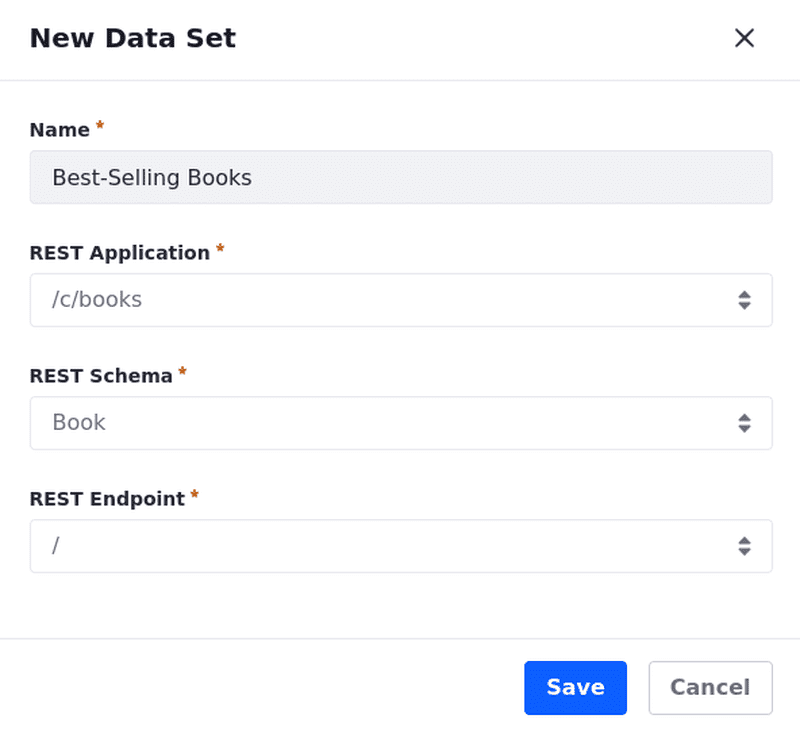 New Data Set
Name *
Best-Selling Books
REST Application *
/c/books
REST Schema *
Book
REST Endpoint *
/
Save Cancel